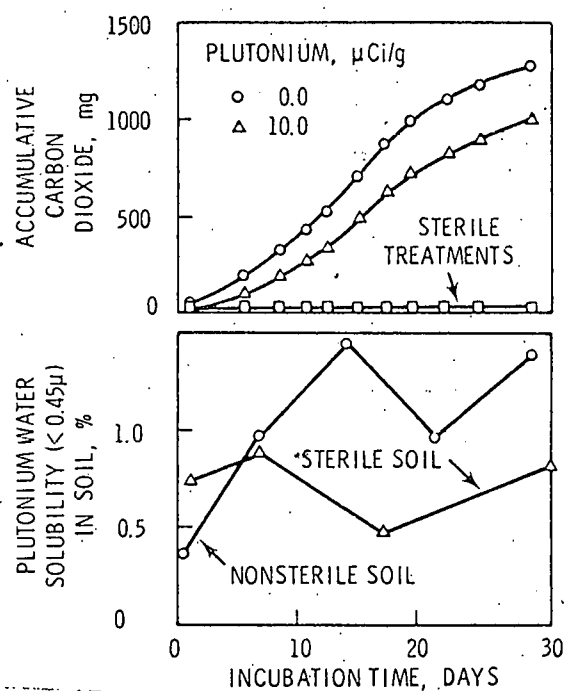 1500
PLUTONIUM, μCi/g
0.0
10.0
1000
500
0
ACCUMULATIVE
CARBON
DIOXIDE, mg
STERILE
TREATMENTS
PLUTONIUM WATER
SOLUBILITY (< 0.45μ)
IN SOIL, %
1.0
0.5
0
STERILE SOIL
NONSTERILE SOIL
0 10 20 30
INCUBATION TIME, DAYS